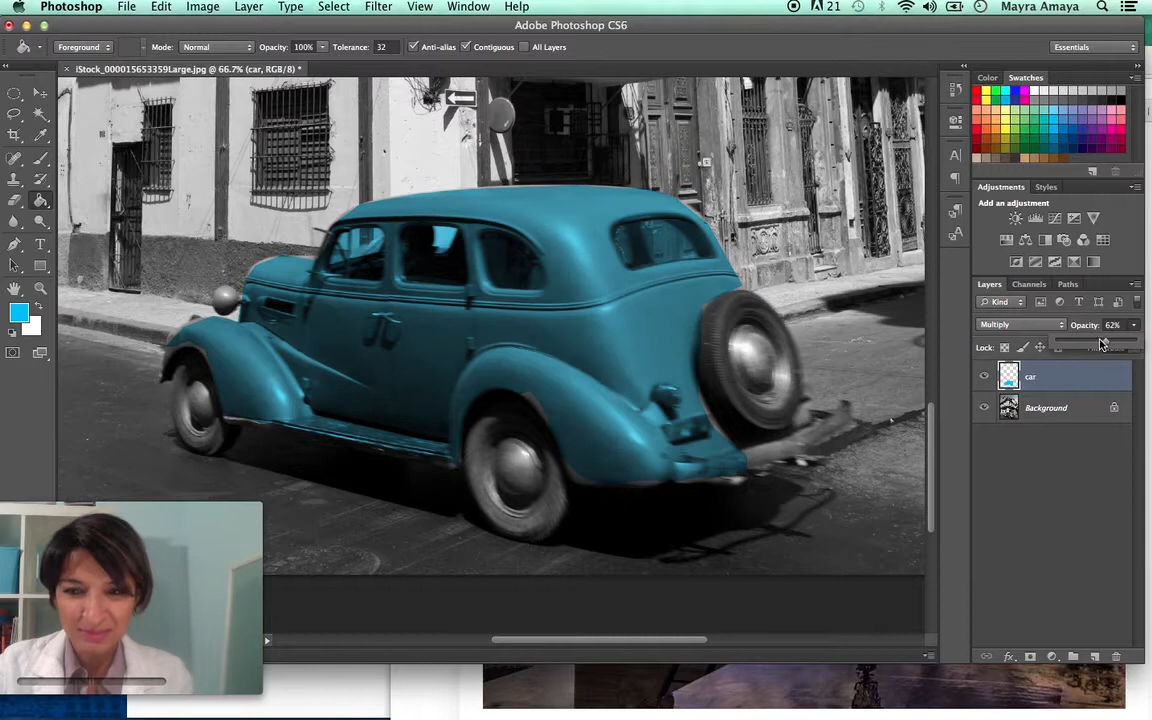 Photoshop File Edit Image Layer Type Select Filter View Window Help 21 Mayra Amaya
Adobe Photoshop CS6
Foreground Mode: Normal Opacity: 100% Tolerance: 32 Anti-alias Contiguous All Layers Essentials
iStock_000015653359Large.jpg @ 66.7% (car, RGB/8) *
Color Swatches
Adjustments Styles
Add an adjustment
Layers Channels Paths
Kind
Multiply Opacity: 62%
Lock:
car
Background